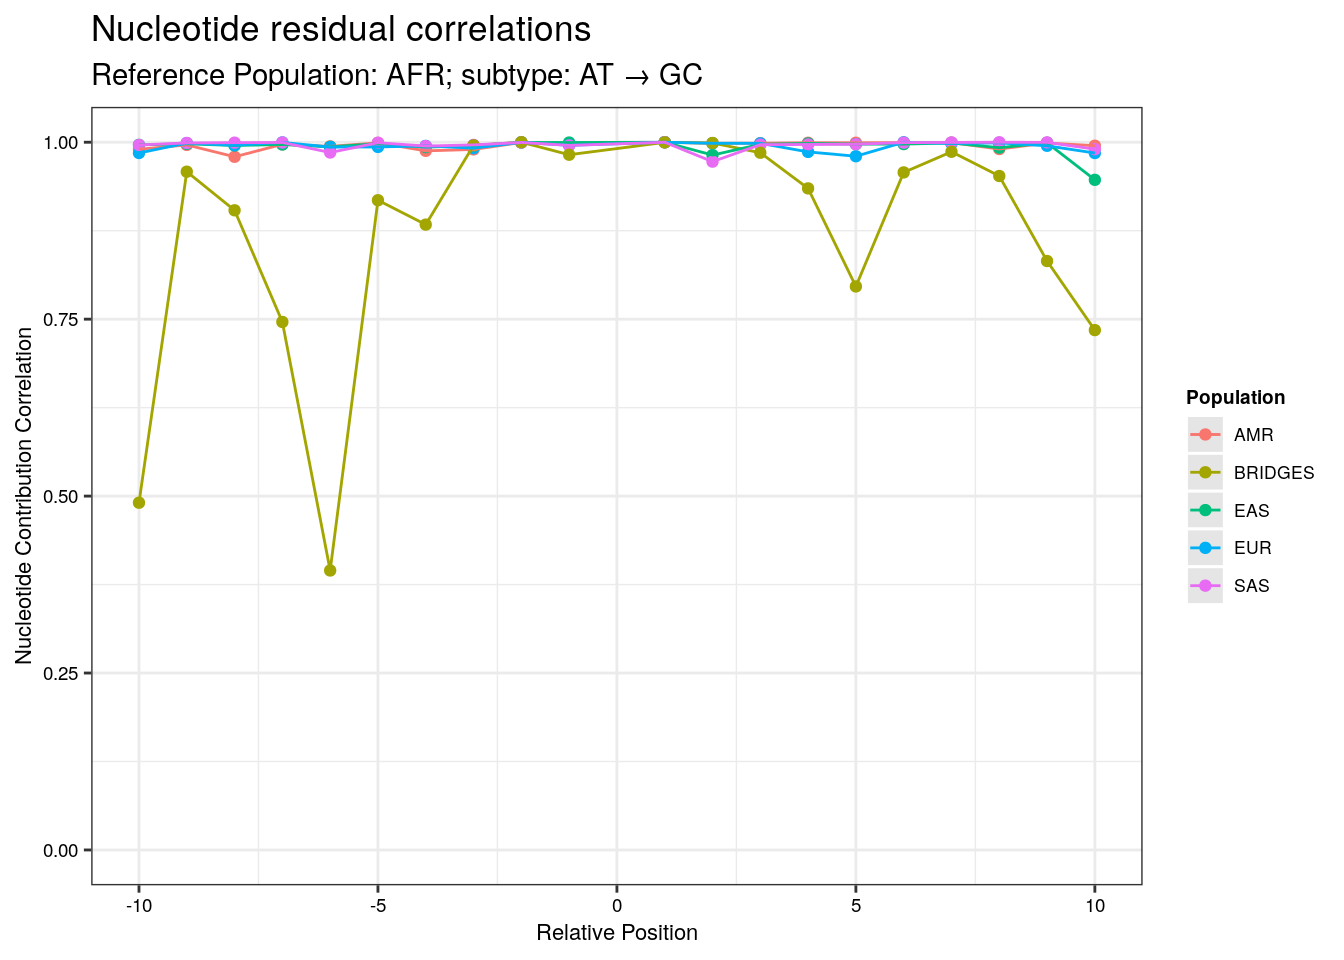 Nucleotide residual correlations
Reference Population: AFR; subtype: AT → GC
Nucleotide Contribution Correlation
1.00
0.75
0.50
0.25
0.00
-10
-5
0
5
10
Relative Position
Population
AMR
BRIDGES
EAS
EUR
SAS